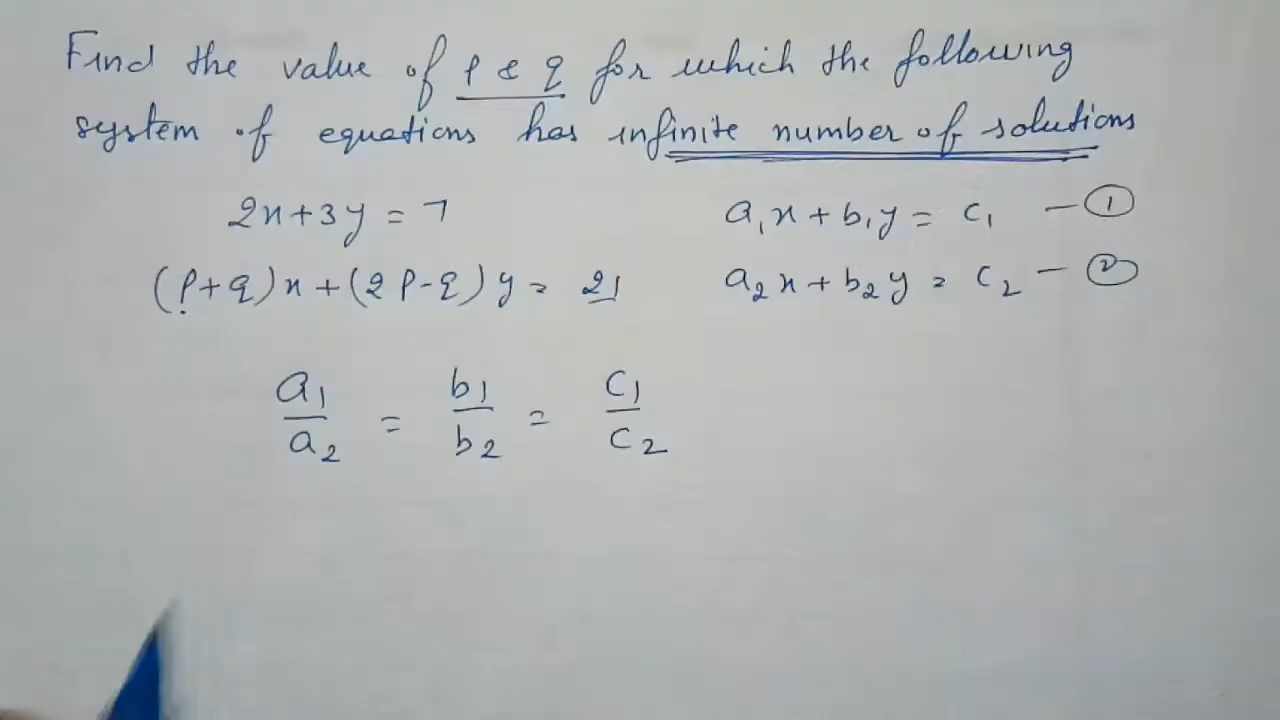 Find the value of p & q for which the following
system of equations has infinite number of solutions
2x+3y = 7
a₁x + b₁y = c₁ — ①
(p+q)x + (2p-q)y = 21
a₂x + b₂y = c₂ — ②
a₁/a₂ = b₁/b₂ = c₁/c₂